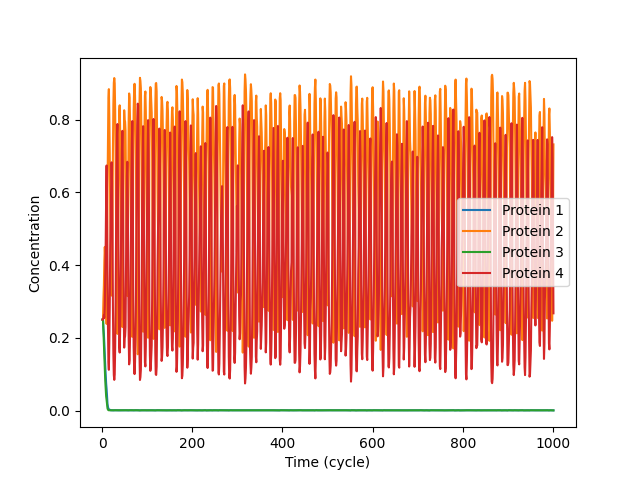 0.8
0.6
0.4
0.2
0.0
Concentration
Protein 1
Protein 2
Protein 3
Protein 4
0 200 400 600 800 1000
Time (cycle)